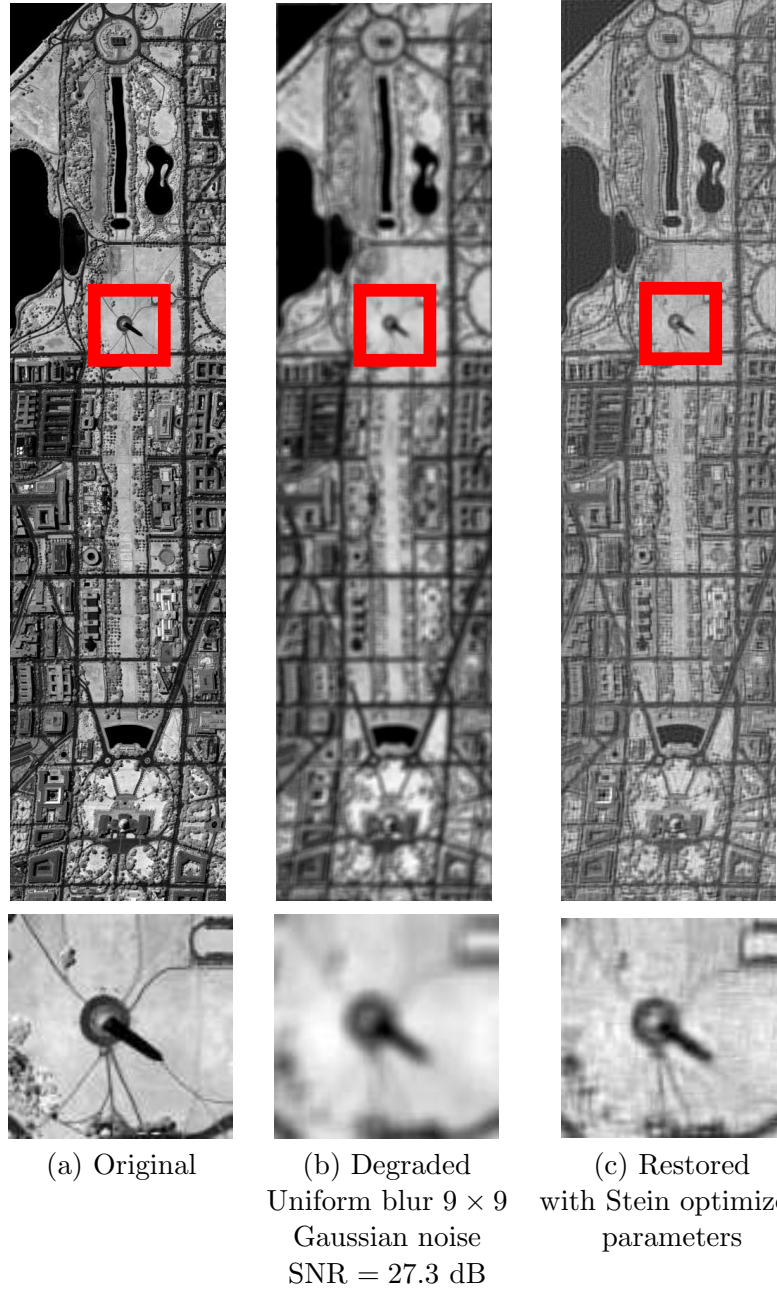 (a) Original
(b) Degraded
Uniform blur 9 × 9
Gaussian noise
SNR = 27.3 dB
(c) Restored
with Stein optimize
parameters